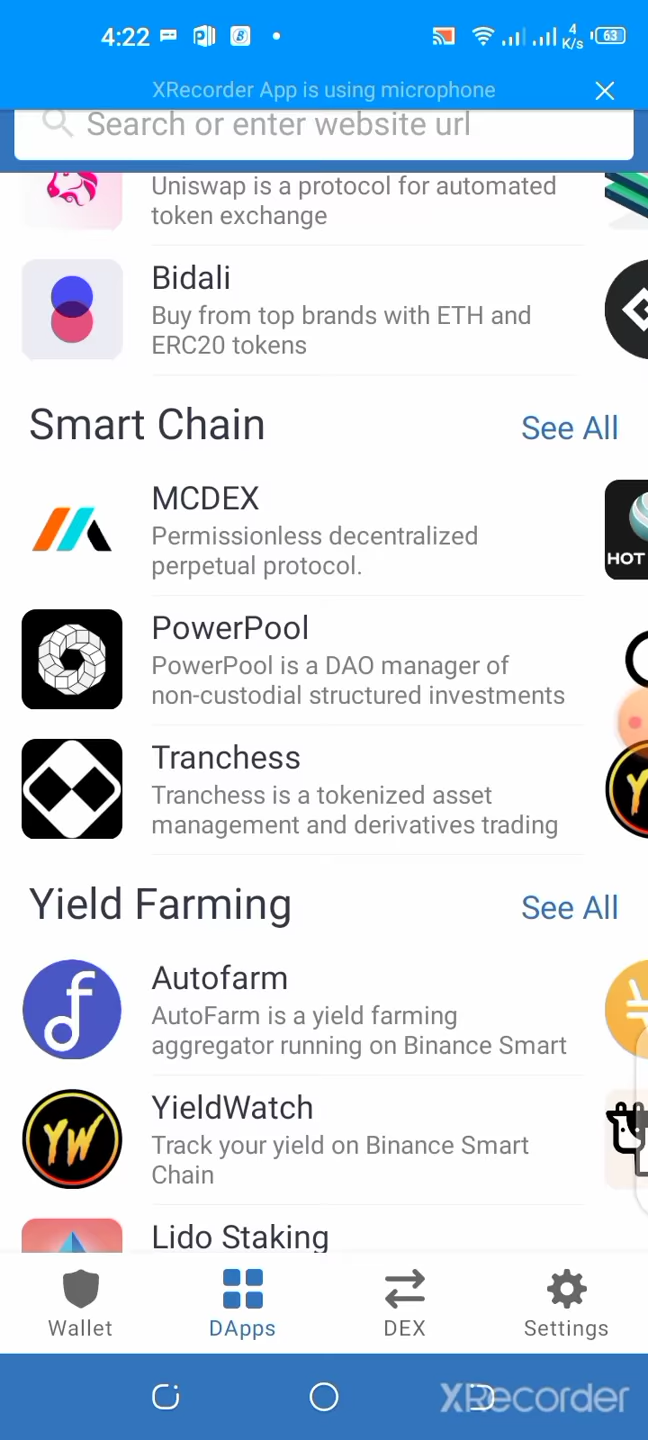 4:22
4
K/s
63
XRecorder App is using microphone
Search or enter website url
Uniswap is a protocol for automated
token exchange
Bidali
Buy from top brands with ETH and
ERC20 tokens
Smart Chain
See All
MCDEX
Permissionless decentralized
perpetual protocol.
HOT
PowerPool
PowerPool is a DAO manager of
non-custodial structured investments
Tranchess
Tranchess is a tokenized asset
management and derivatives trading
Yield Farming
See All
Autofarm
AutoFarm is a yield farming
aggregator running on Binance Smart
YW
YieldWatch
Track your yield on Binance Smart
Chain
Lido Staking
Wallet
DApps
DEX
Settings
XRecorder